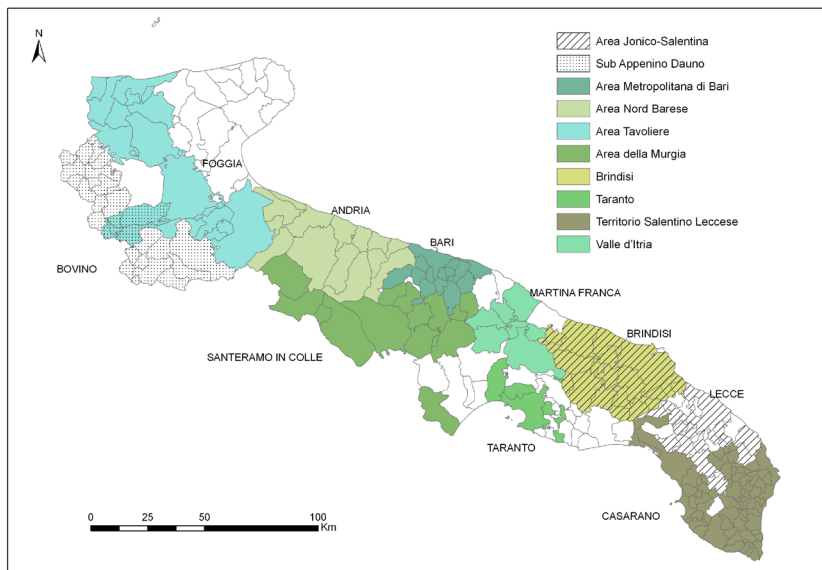 N
Area Jonico-Salentina
Sub Appenino Dauno
Area Metropolitana di Bari
Area Nord Barese
Area Tavoliere
Area della Murgia
Brindisi
Taranto
Territorio Salentino Leccese
Valle d'Itria
FOGGIA
ANDRIA
BARI
BOVINO
MARTINA FRANCA
BRINDISI
SANTERAMO IN COLLE
LECCE
TARANTO
CASARANO
0 25 50 100
Km